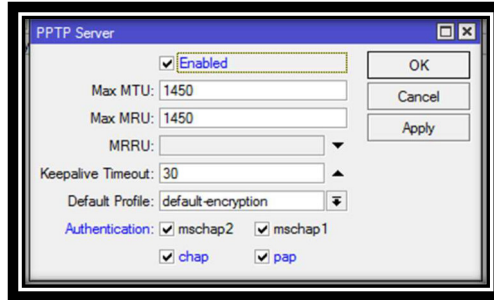 PPTP Server
Enabled
OK
Max MTU: 1450
Cancel
Max MRU: 1450
Apply
MRRU:
Keepalive Timeout: 30
Default Profile: default-encryption
Authentication: mschap2 mschap1
chap pap